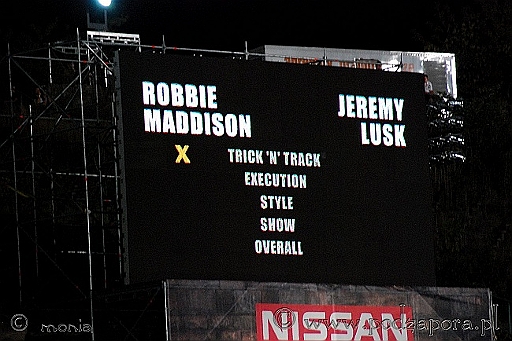 ROBBIE
MADDISON
JEREMY
LUSK
X
TRICK 'N' TRACK
EXECUTION
STYLE
SHOW
OVERALL
NISSAN
© monia
© www.podzapora.pl